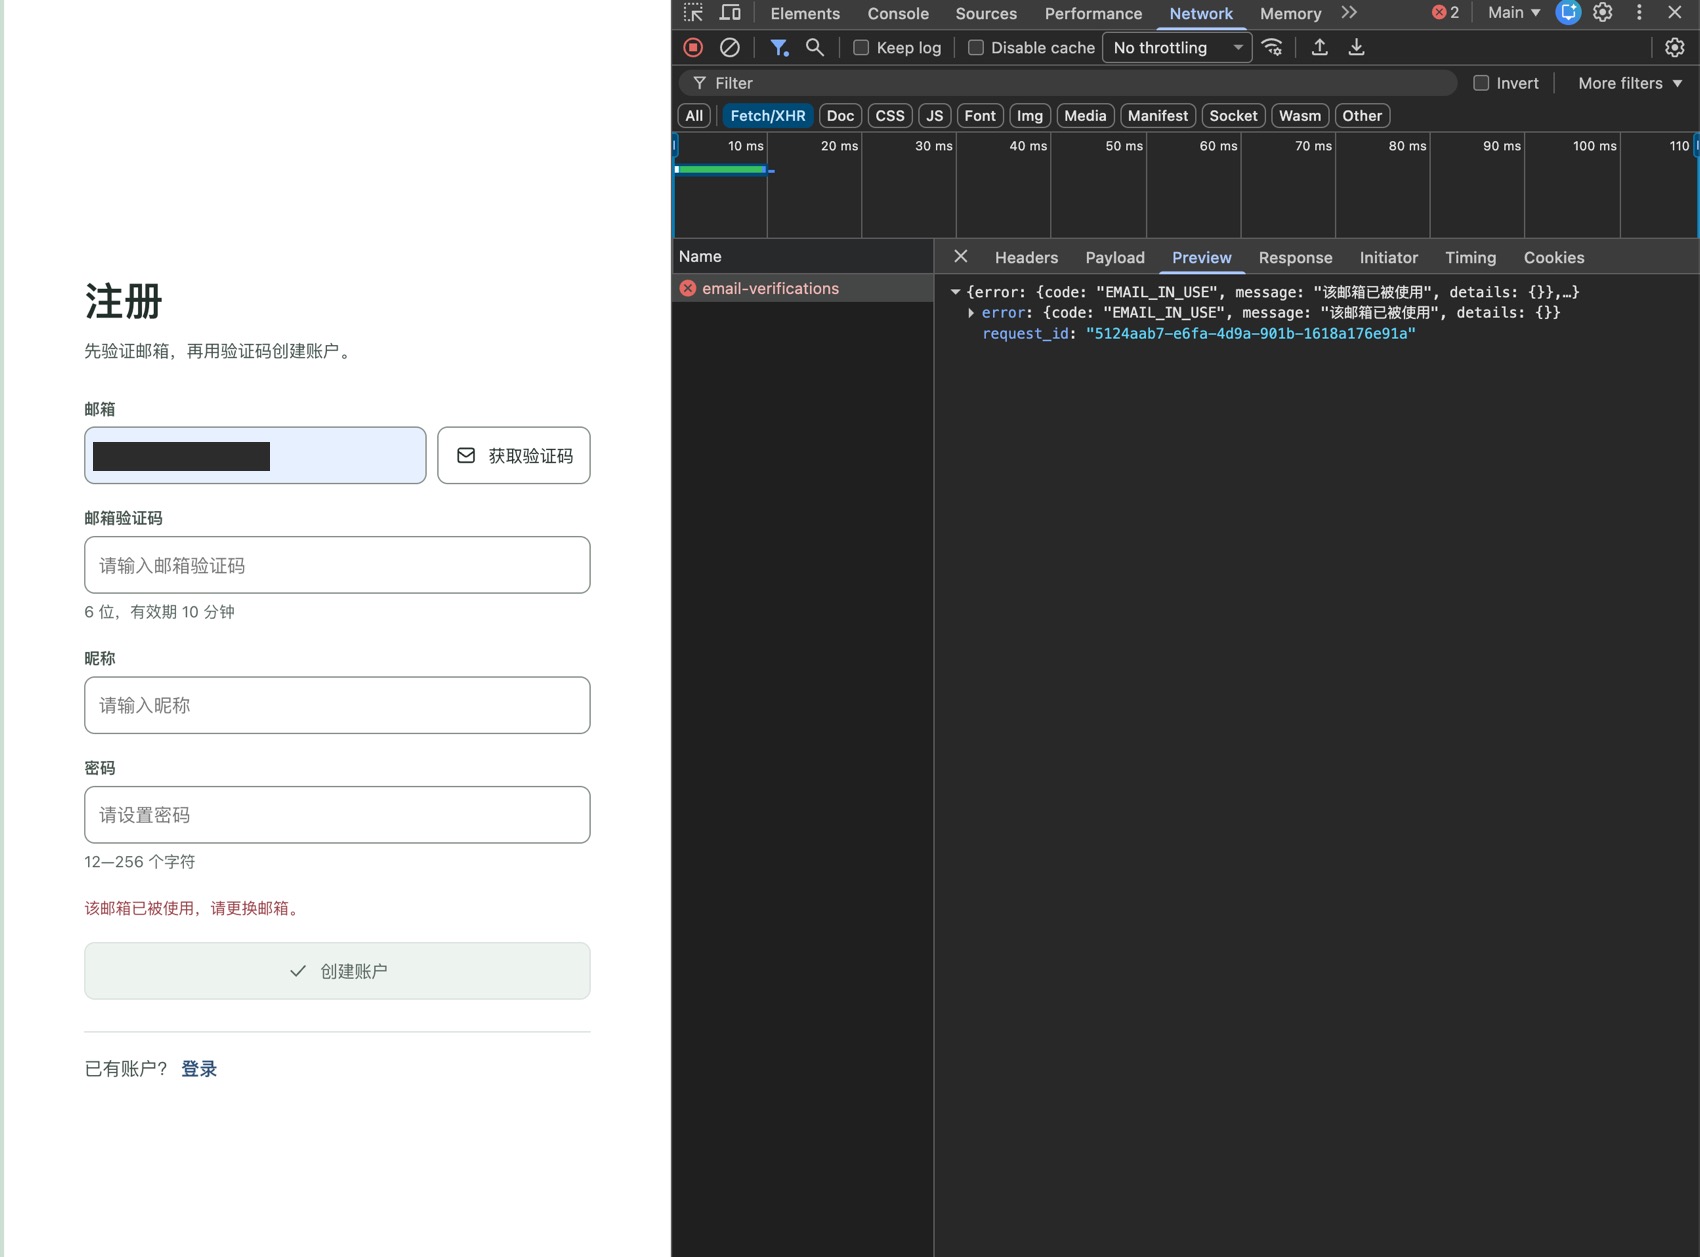 注册
先验证邮箱，再用验证码创建账户。
邮箱
获取验证码
邮箱验证码
请输入邮箱验证码
6 位，有效期 10 分钟
昵称
请输入昵称
密码
请设置密码
12—256 个字符
该邮箱已被使用，请更换邮箱。
创建账户
已有账户？ 登录
Elements Console Sources Performance Network Memory 2 Main
Keep log Disable cache No throttling
Filter Invert More filters
All Fetch/XHR Doc CSS JS Font Img Media Manifest Socket Wasm Other
10 ms 20 ms 30 ms 40 ms 50 ms 60 ms 70 ms 80 ms 90 ms 100 ms 110
Name Headers Payload Preview Response Initiator Timing Cookies
email-verifications
{error: {code: "EMAIL_IN_USE", message: "该邮箱已被使用", details: {}},…}
error: {code: "EMAIL_IN_USE", message: "该邮箱已被使用", details: {}}
request_id: "5124aab7-e6fa-4d9a-901b-1618a176e91a"